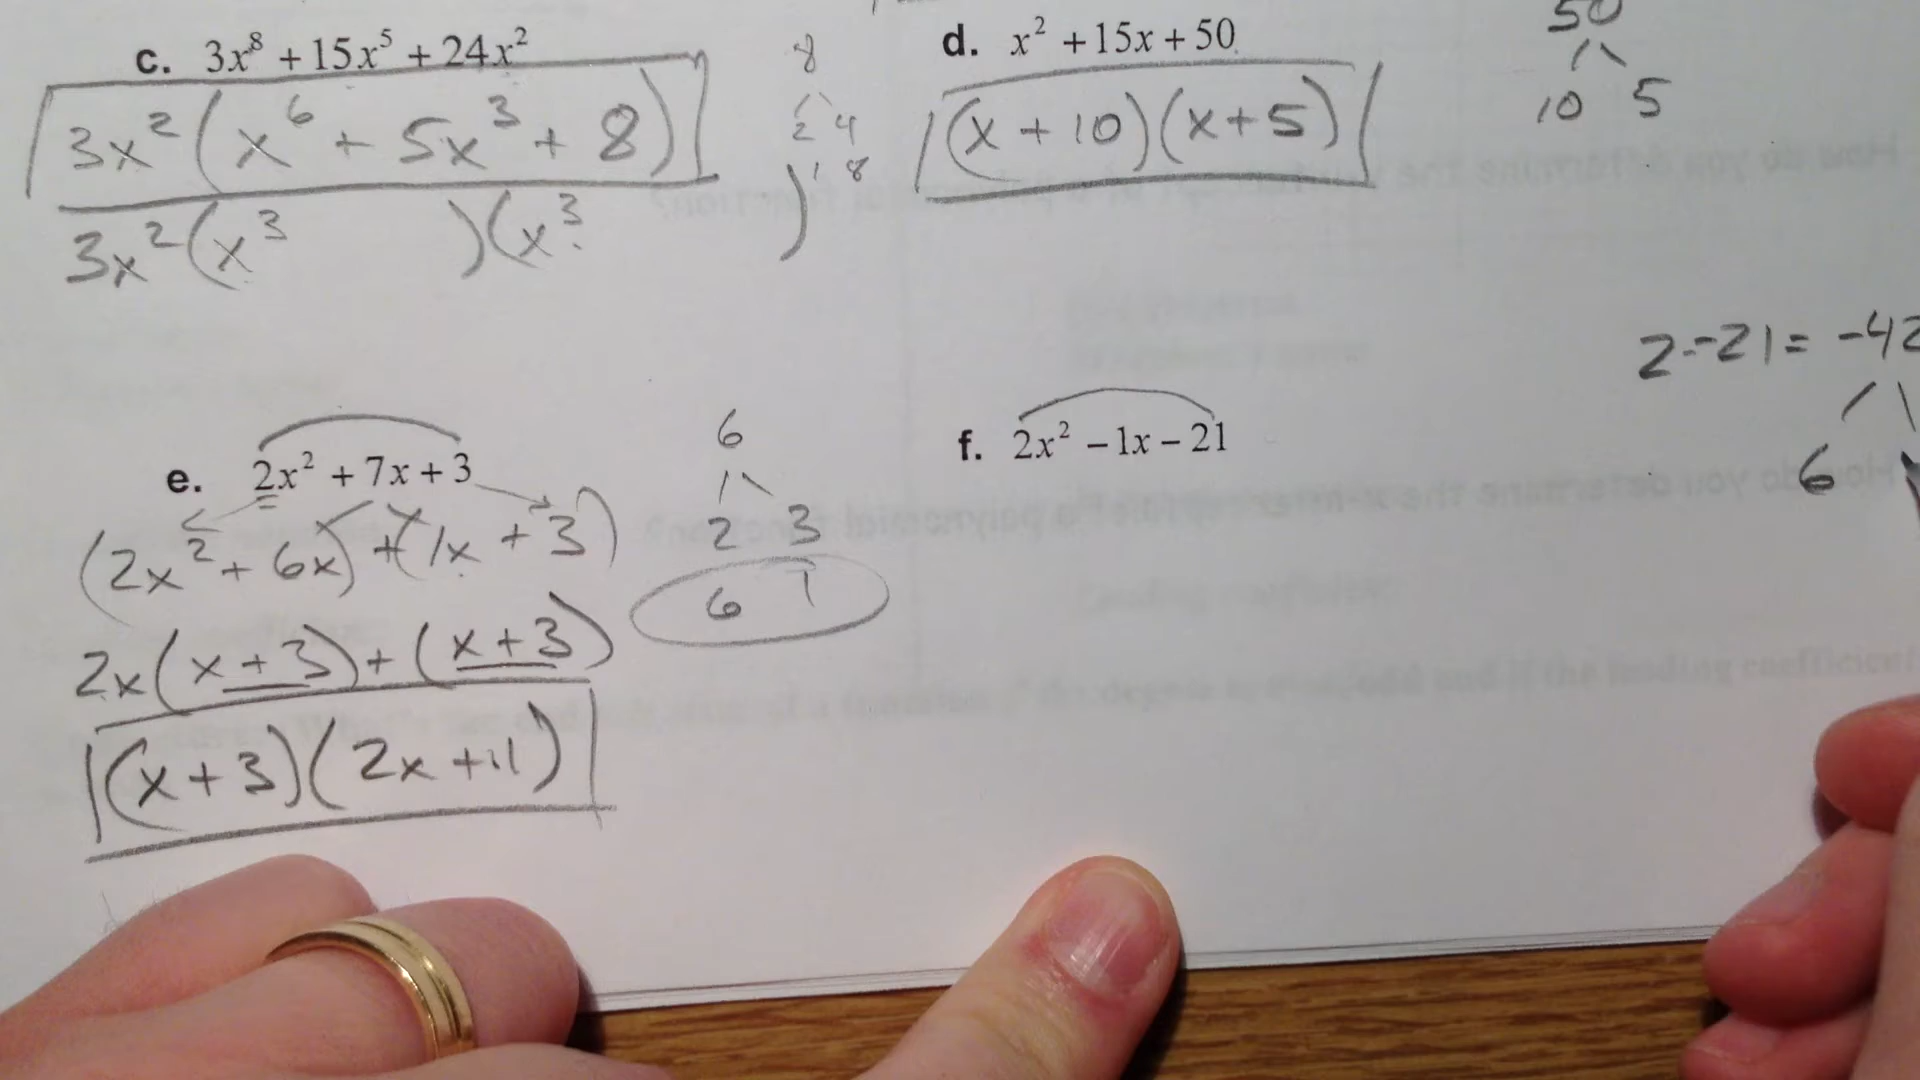 c. 3x⁸ + 15x⁵ + 24x²
3x²(x⁶ + 5x³ + 8)
3x²(x³ )(x³ )
8
2 4
1 8
d. x² + 15x + 50
(x + 10)(x + 5)
50
10 5
e. 2x² + 7x + 3
(2x² + 6x) + (1x + 3)
2x(x + 3) + (x + 3)
(x + 3)(2x + 1)
6
2 3
6 1
f. 2x² − 1x − 21
2·-21 = -42
6